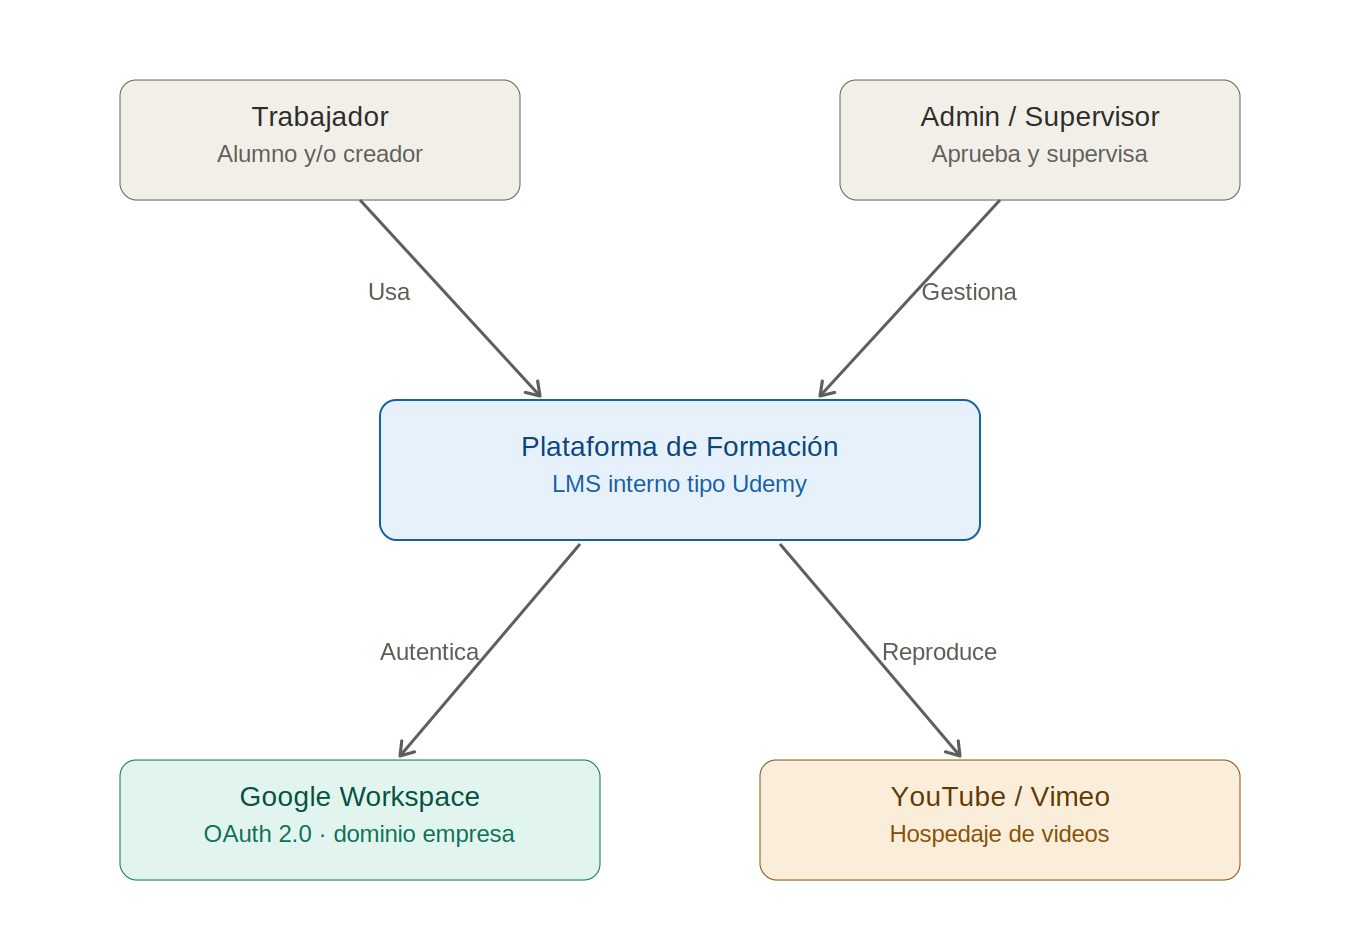 Trabajador
Alumno y/o creador
Admin / Supervisor
Aprueba y supervisa
Usa
Gestiona
Plataforma de Formación
LMS interno tipo Udemy
Autentica
Reproduce
Google Workspace
OAuth 2.0 · dominio empresa
YouTube / Vimeo
Hospedaje de videos